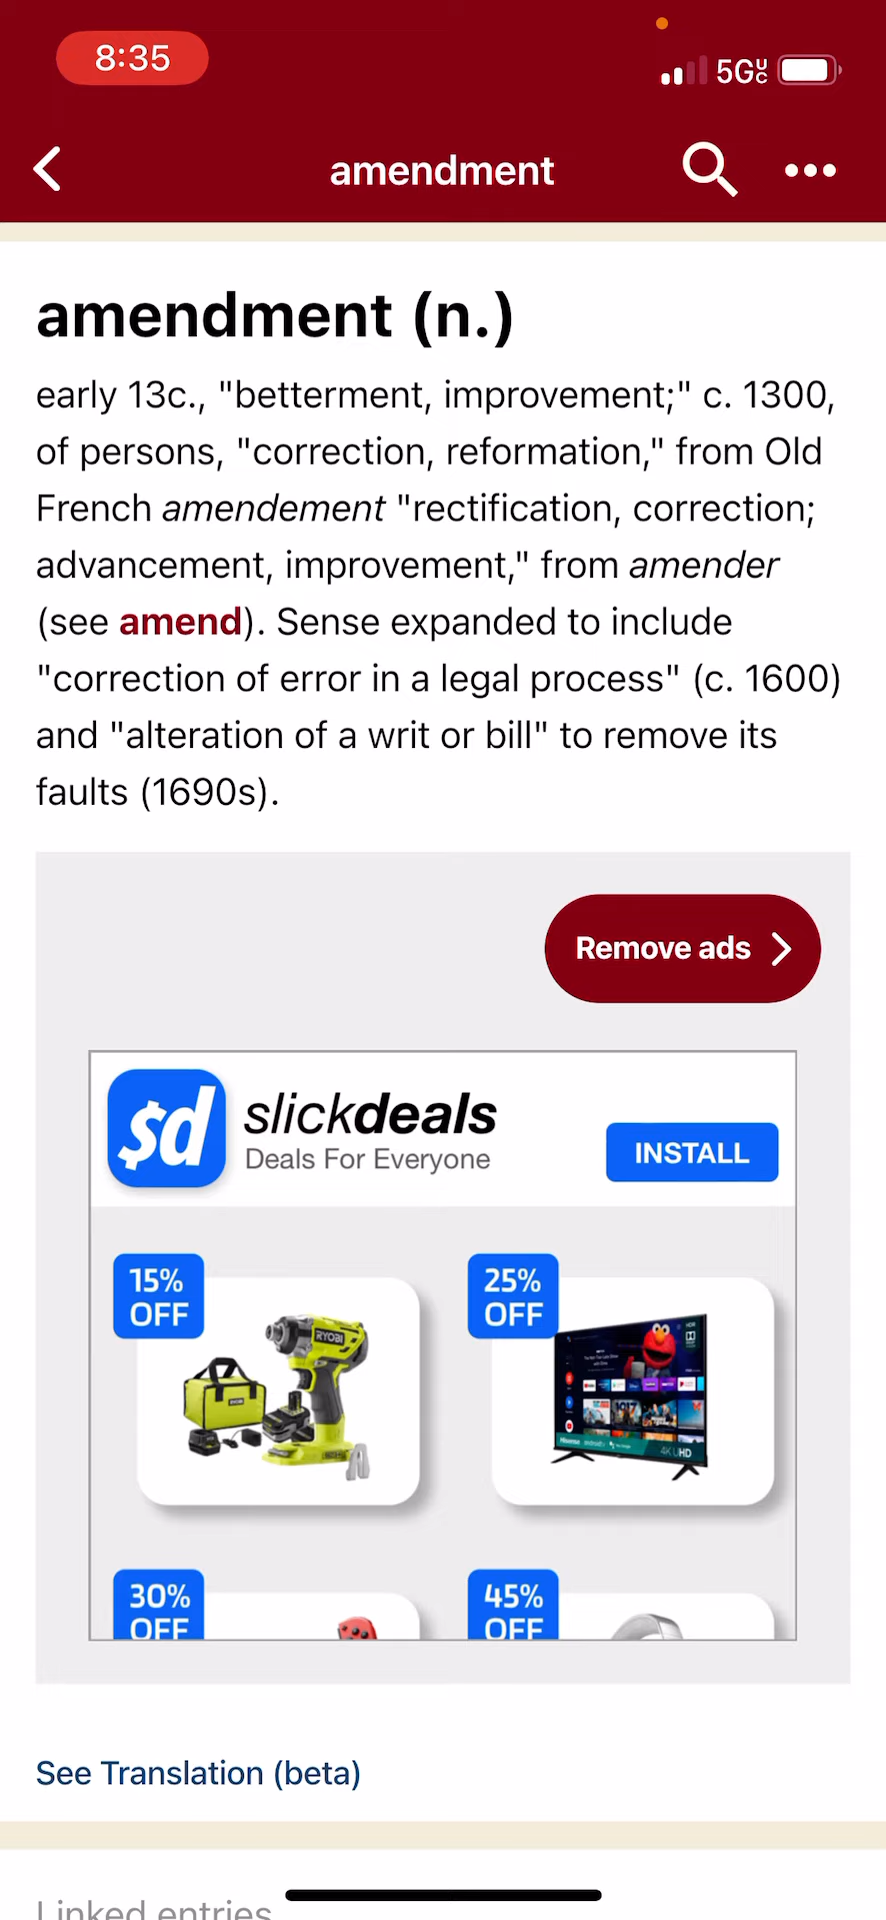 8:35
5G UC
amendment
amendment (n.)
early 13c., "betterment, improvement;" c. 1300,
of persons, "correction, reformation," from Old
French amendement "rectification, correction;
advancement, improvement," from amender
(see amend). Sense expanded to include
"correction of error in a legal process" (c. 1600)
and "alteration of a writ or bill" to remove its
faults (1690s).
Remove ads
$d
slickdeals
Deals For Everyone
INSTALL
15%
OFF
25%
OFF
RYOBI
Hisense
4K UHD
30%
OFF
45%
OFF
See Translation (beta)
Linked entries